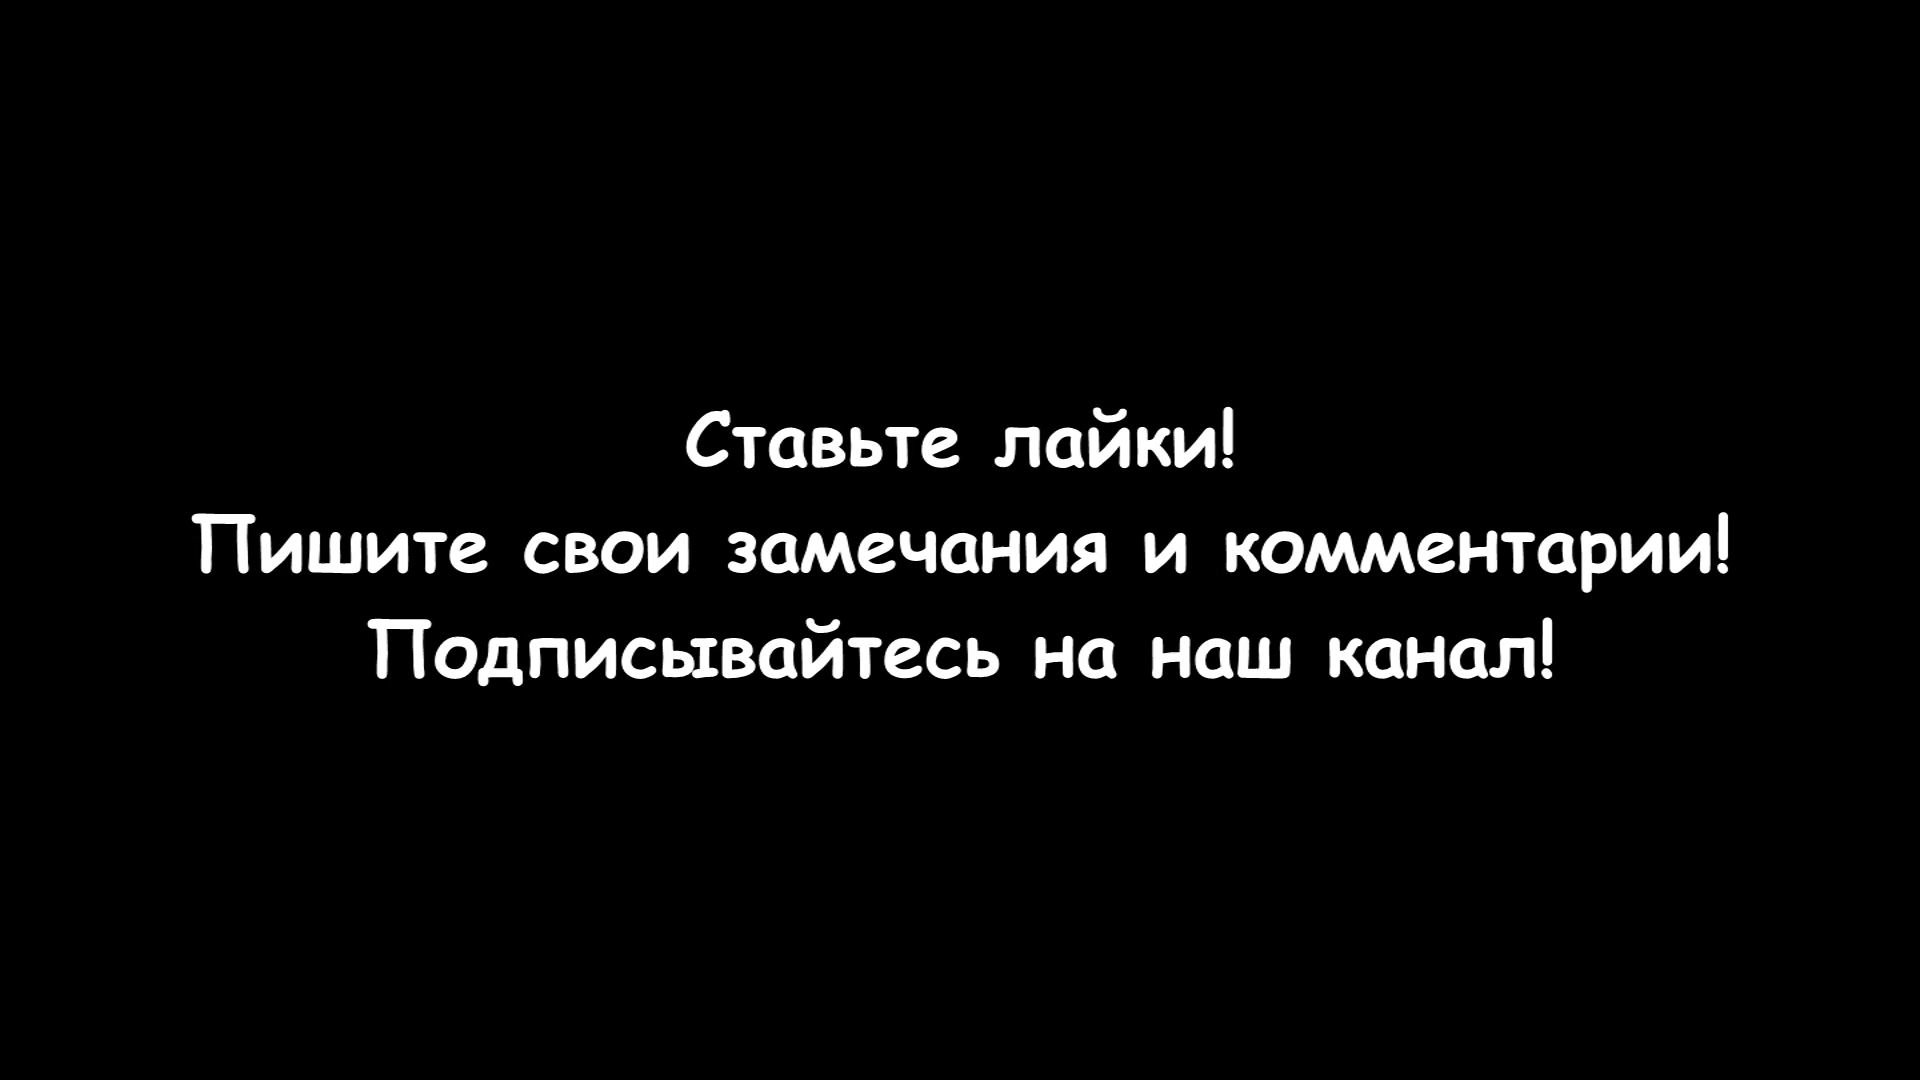 Ставьте лайки!
Пишите свои замечания и комментарии!
Подписывайтесь на наш канал!